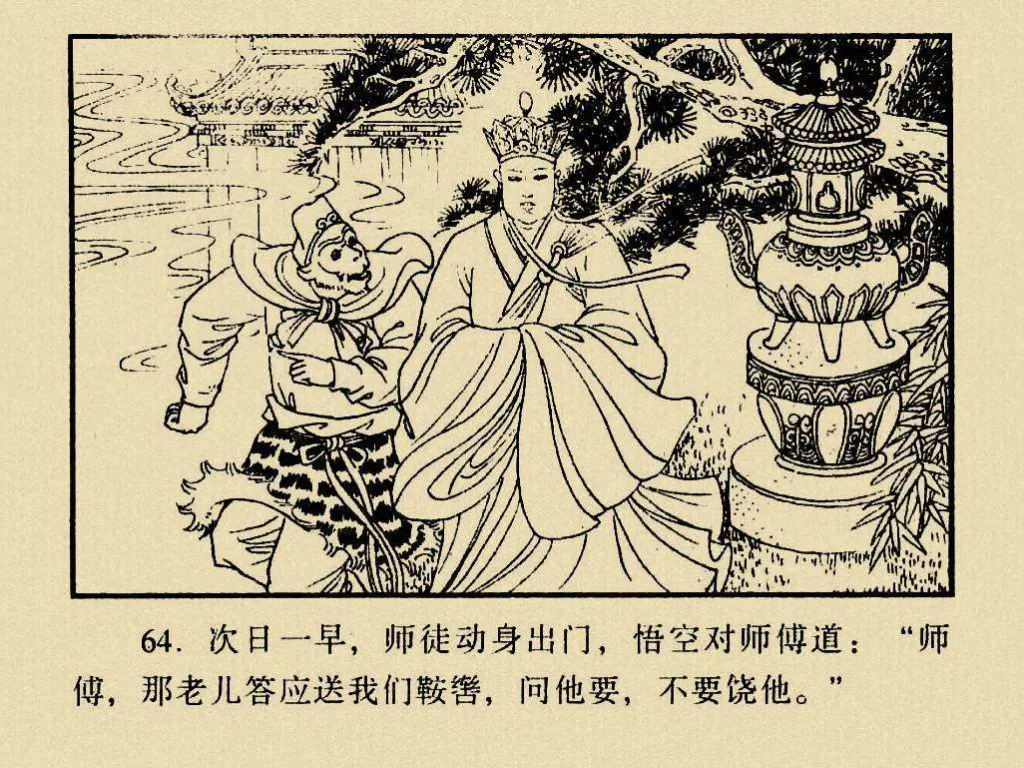 64. 次日一早，师徒动身出门，悟空对师傅道：“师
傅，那老儿答应送我们鞍辔，问他要，不要饶他。”